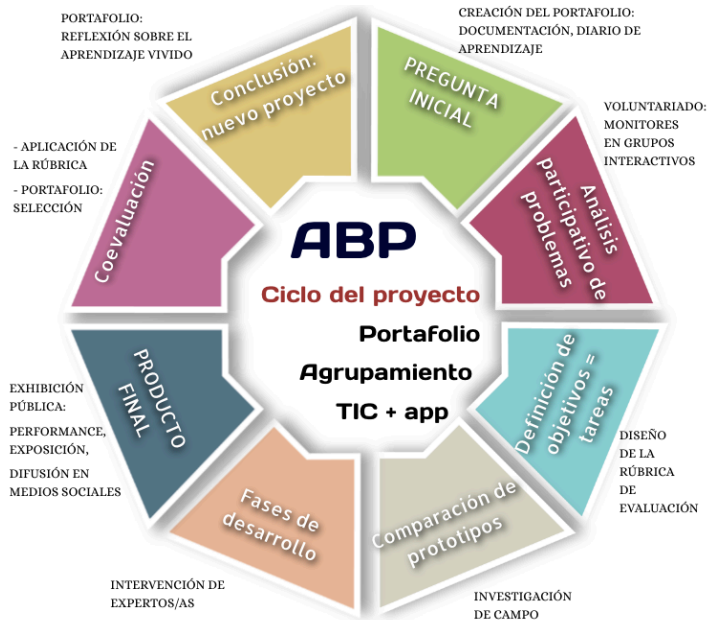 PORTAFOLIO:
REFLEXIÓN SOBRE EL
APRENDIZAJE VIVIDO
CREACIÓN DEL PORTAFOLIO:
DOCUMENTACIÓN, DIARIO DE
APRENDIZAJE
Conclusión:
nuevo proyecto
PREGUNTA
INICIAL
VOLUNTARIADO:
MONITORES
EN GRUPOS
INTERACTIVOS
- APLICACIÓN DE
LA RÚBRICA
- PORTAFOLIO:
SELECCIÓN
Coevaluación
Análisis
participativo de
problemas
ABP
Ciclo del proyecto
Portafolio
Agrupamiento
TIC + app
PRODUCTO
FINAL
Definición de
objetivos =
tareas
EXHIBICIÓN
PÚBLICA:
PERFORMANCE,
EXPOSICIÓN,
DIFUSIÓN EN
MEDIOS SOCIALES
DISEÑO
DE LA
RÚBRICA
DE
EVALUACIÓN
Fases de
desarrollo
Comparación de
prototipos
INTERVENCIÓN DE
EXPERTOS/AS
INVESTIGACIÓN
DE CAMPO